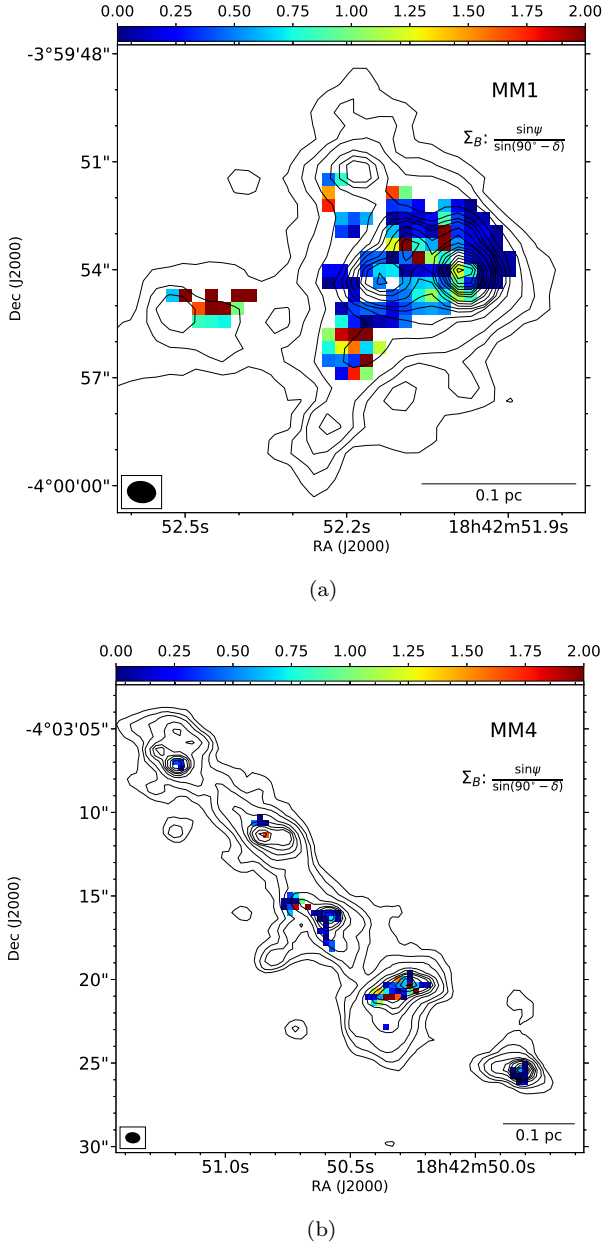 0.00 0.25 0.50 0.75 1.00 1.25 1.50 1.75 2.00
-3°59'48"
MM1
Σ_B: sinψ / sin(90° − δ)
51"
54"
57"
-4°00'00"
0.1 pc
52.5s 52.2s 18h42m51.9s
RA (J2000)
Dec (J2000)
(a)
0.00 0.25 0.50 0.75 1.00 1.25 1.50 1.75 2.00
-4°03'05"
MM4
Σ_B: sinψ / sin(90° − δ)
10"
15"
20"
25"
30"
0.1 pc
51.0s 50.5s 18h42m50.0s
RA (J2000)
Dec (J2000)
(b)